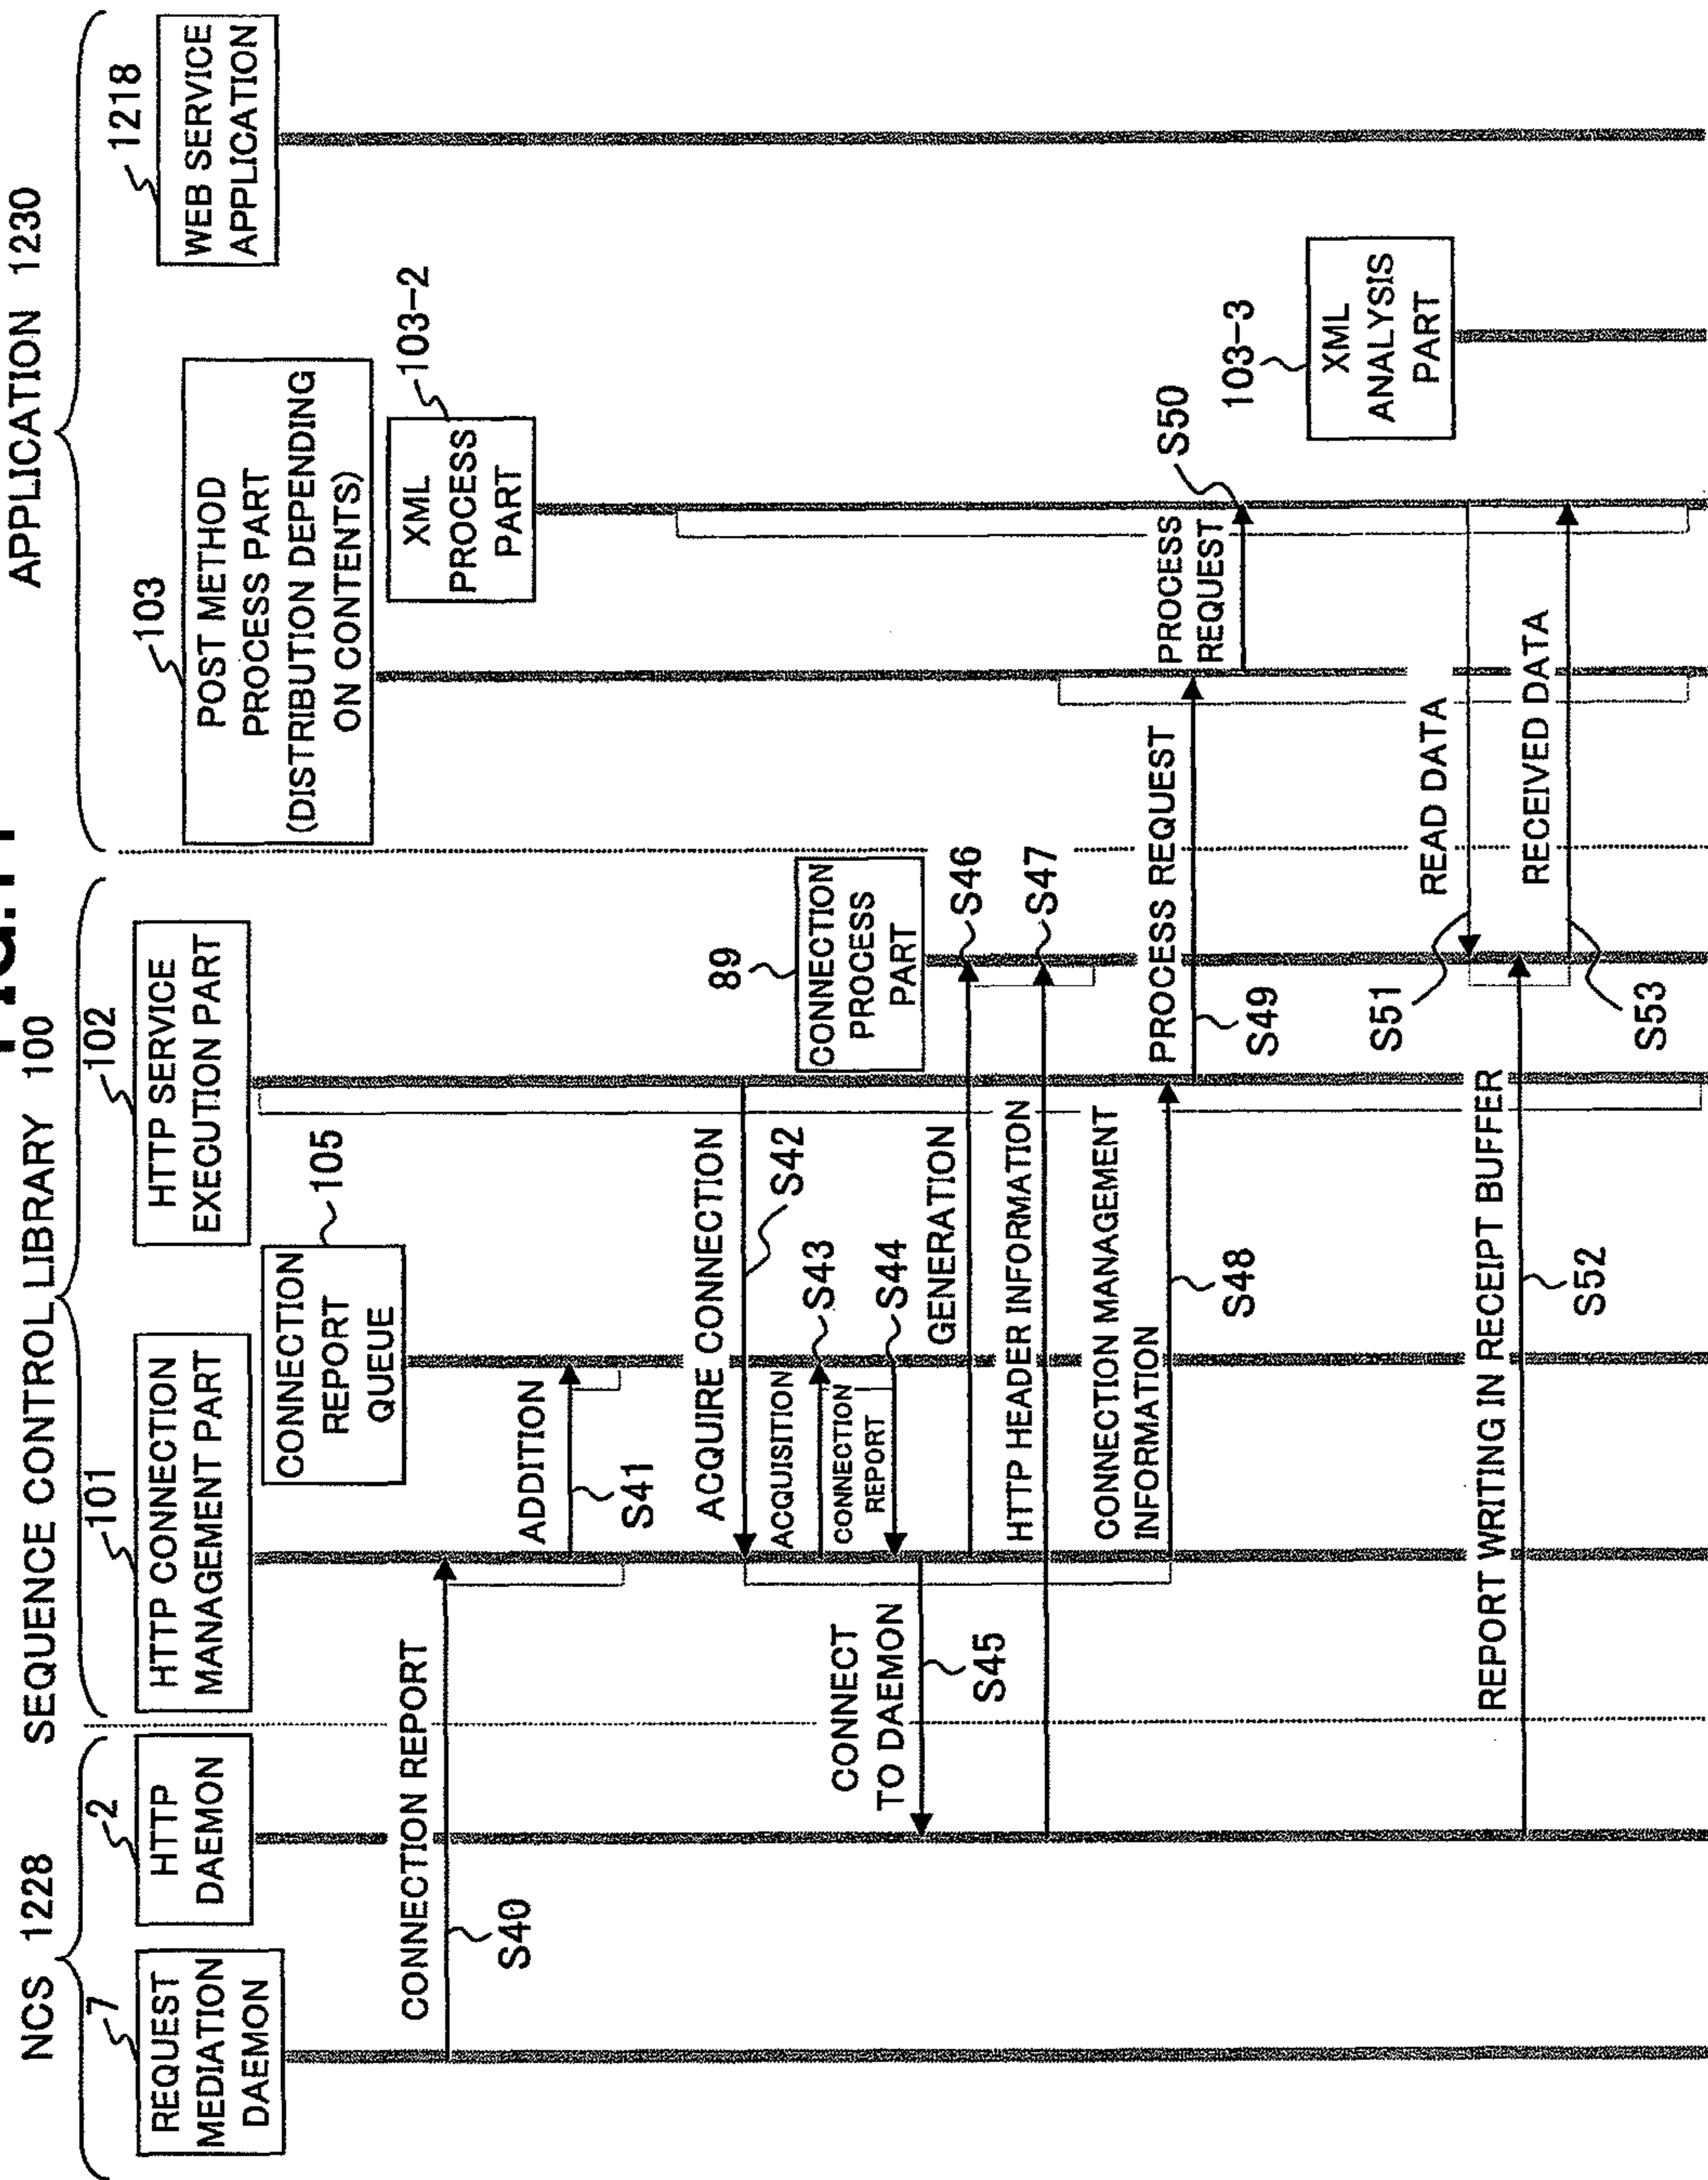 NCS 1228
SEQUENCE CONTROL LIBRARY 100
APPLICATION 1230
7
2
101
102
103
1218
REQUEST
MEDIATION
DAEMON
HTTP
DAEMON
HTTP CONNECTION
MANAGEMENT PART
HTTP SERVICE
EXECUTION PART
POST METHOD
PROCESS PART
(DISTRIBUTION DEPENDING
ON CONTENTS)
WEB SERVICE
APPLICATION
CONNECTION
REPORT
QUEUE
105
XML
PROCESS
PART
103-2
CONNECTION REPORT
S40
ADDITION
S41
ACQUIRE CONNECTION
S42
ACQUISITION
S43
CONNECTION
REPORT
S44
CONNECT
TO DAEMON
S45
89
CONNECTION
PROCESS
PART
GENERATION
S46
HTTP HEADER INFORMATION
S47
CONNECTION MANAGEMENT
INFORMATION
S48
PROCESS REQUEST
S49
PROCESS
REQUEST
S50
103-3
XML
ANALYSIS
PART
READ DATA
S51
REPORT WRITING IN RECEIPT BUFFER
S52
RECEIVED DATA
S53